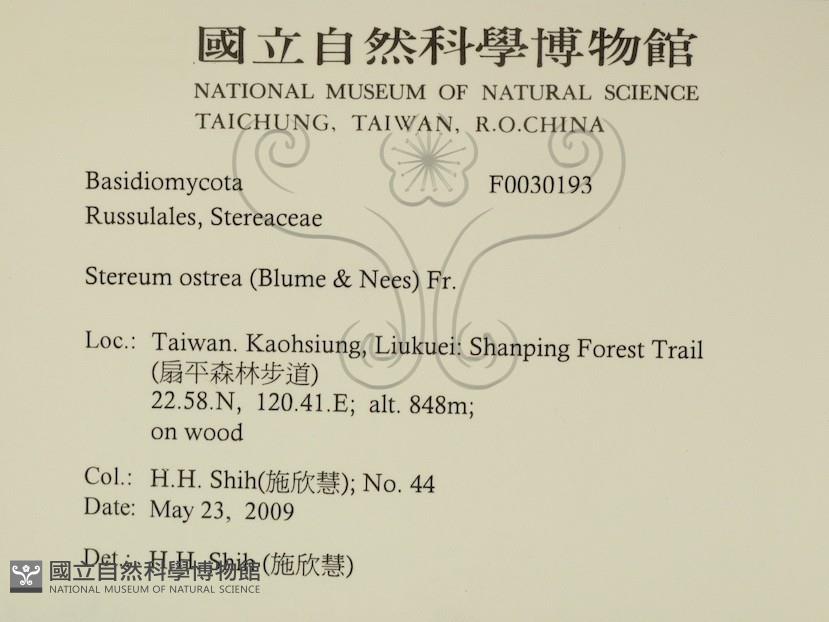 國立自然科學博物館
NATIONAL MUSEUM OF NATURAL SCIENCE
TAICHUNG, TAIWAN, R.O.CHINA
Basidiomycota F0030193
Russulales, Stereaceae
Stereum ostrea (Blume & Nees) Fr.
Loc.: Taiwan. Kaohsiung, Liukuei: Shanping Forest Trail
(扇平森林步道)
22.58.N, 120.41.E; alt. 848m;
on wood
Col.: H.H. Shih(施欣慧); No. 44
Date: May 23, 2009
Det.: H.H. Shih (施欣慧)
國立自然科學博物館
NATIONAL MUSEUM OF NATURAL SCIENCE